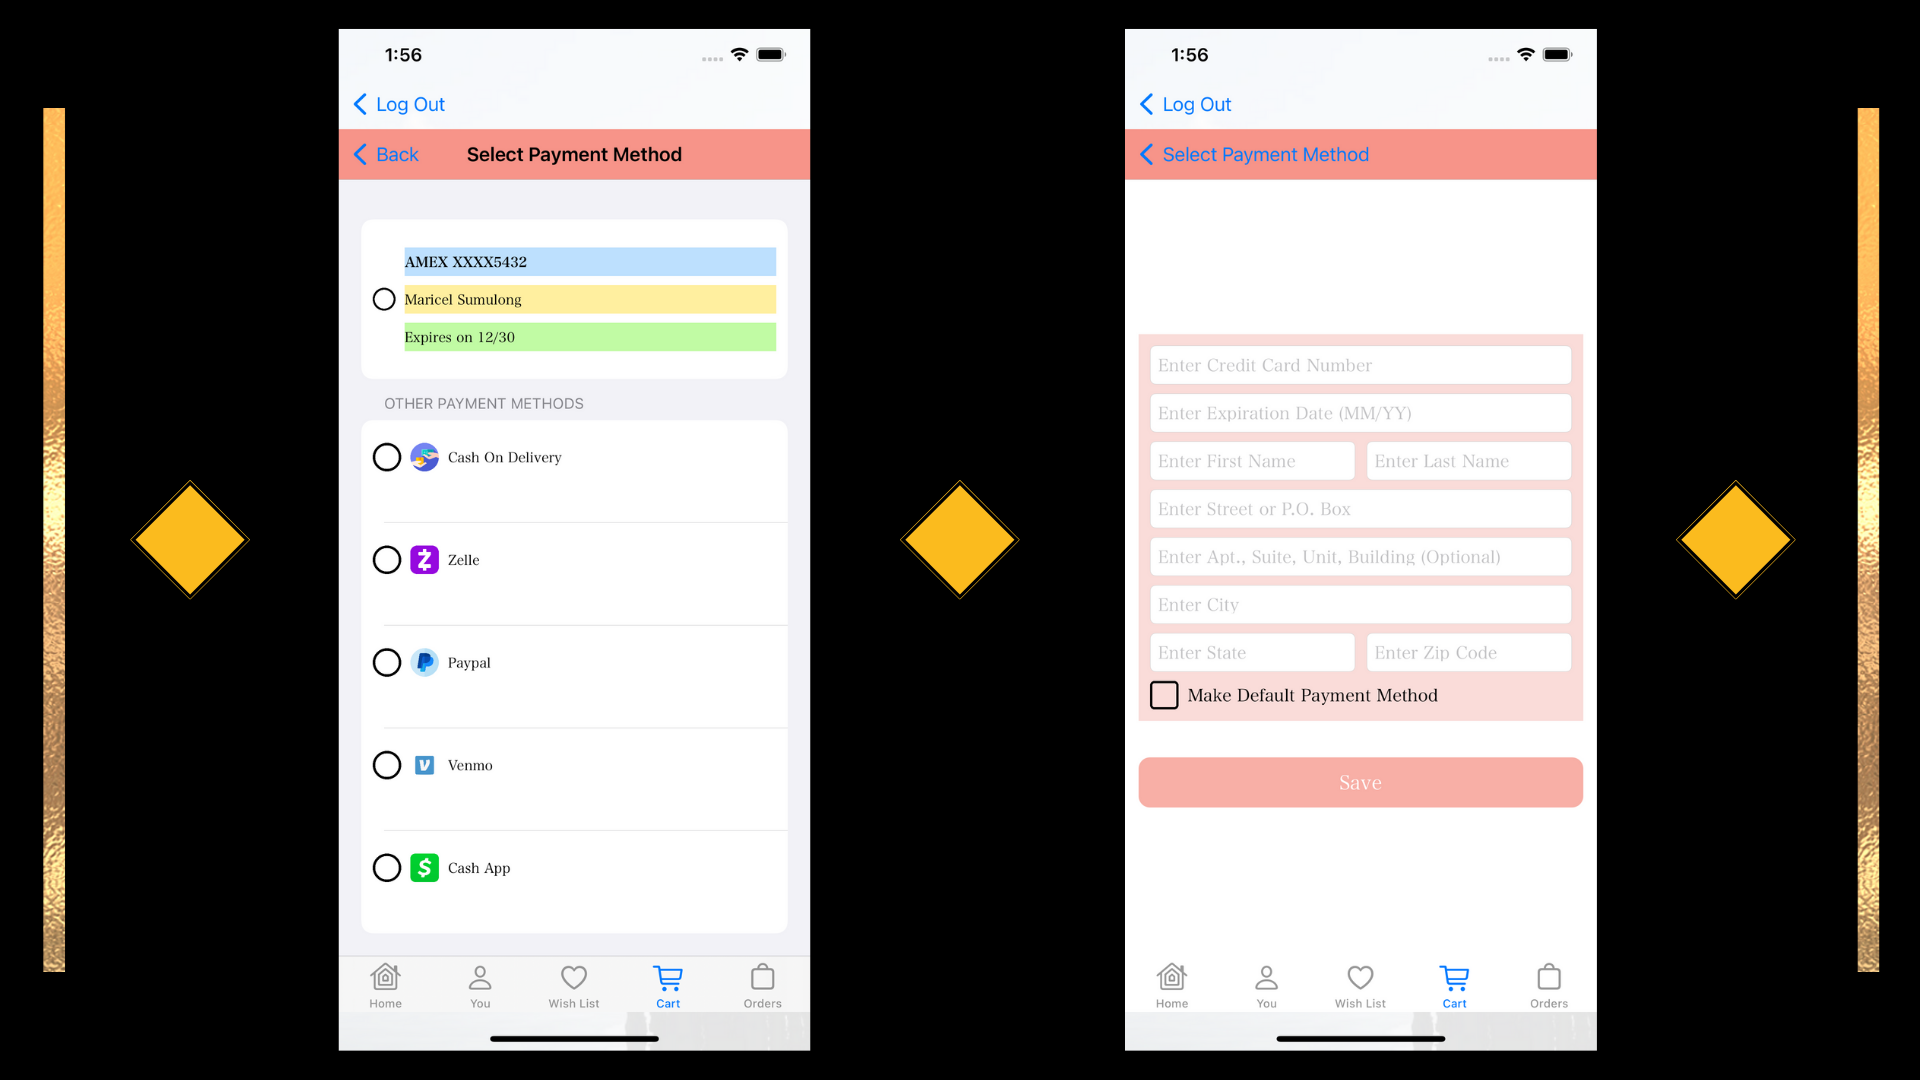 1:56
Log Out
Back Select Payment Method
AMEX XXXX5432
Maricel Sumulong
Expires on 12/30
OTHER PAYMENT METHODS
Cash On Delivery
Zelle
Paypal
Venmo
Cash App
Home You Wish List Cart Orders
1:56
Log Out
Select Payment Method
Enter Credit Card Number
Enter Expiration Date (MM/YY)
Enter First Name Enter Last Name
Enter Street or P.O. Box
Enter Apt., Suite, Unit, Building (Optional)
Enter City
Enter State Enter Zip Code
Make Default Payment Method
Save
Home You Wish List Cart Orders